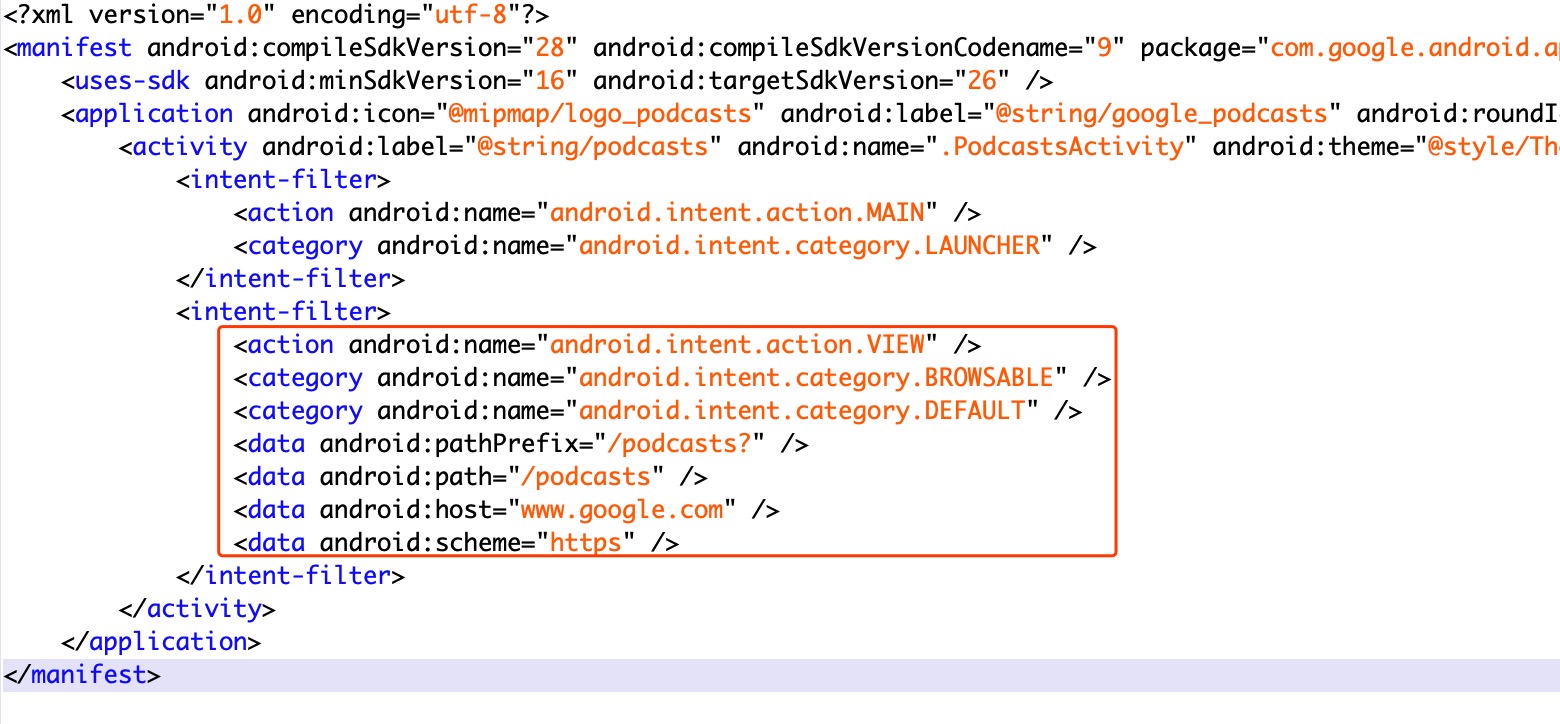 <?xml version="1.0" encoding="utf-8"?>
<manifest android:compileSdkVersion="28" android:compileSdkVersionCodename="9" package="com.google.android.ap
<uses-sdk android:minSdkVersion="16" android:targetSdkVersion="26" />
<application android:icon="@mipmap/logo_podcasts" android:label="@string/google_podcasts" android:roundI
<activity android:label="@string/podcasts" android:name=".PodcastsActivity" android:theme="@style/Th
<intent-filter>
<action android:name="android.intent.action.MAIN" />
<category android:name="android.intent.category.LAUNCHER" />
</intent-filter>
<intent-filter>
<action android:name="android.intent.action.VIEW" />
<category android:name="android.intent.category.BROWSABLE" />
<category android:name="android.intent.category.DEFAULT" />
<data android:pathPrefix="/podcasts?" />
<data android:path="/podcasts" />
<data android:host="www.google.com" />
<data android:scheme="https" />
</intent-filter>
</activity>
</application>
</manifest>